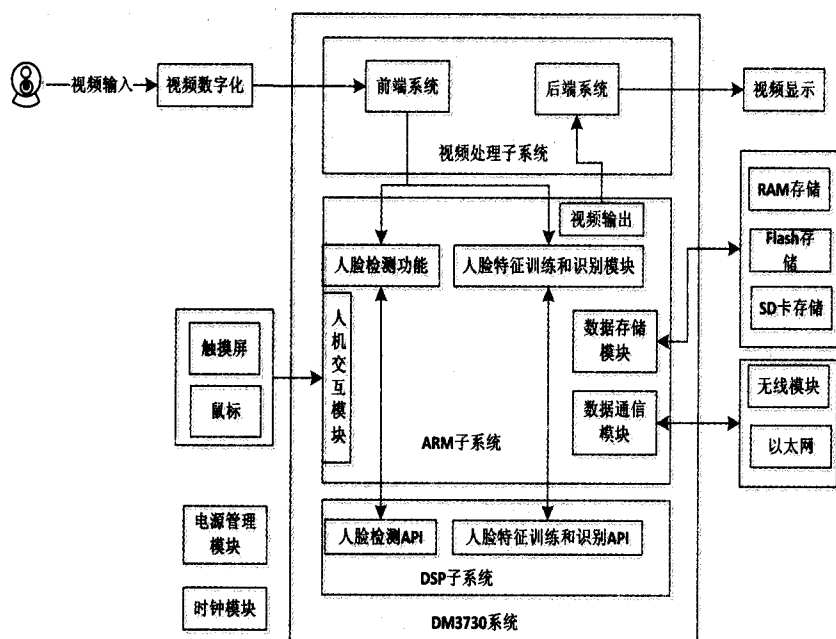 视频输入
视频数字化
前端系统
后端系统
视频显示
视频处理子系统
RAM存储
Flash存
储
SD卡存储
视频输出
人脸检测功能
人脸特征训练和识别模块
人机交互模块
数据存储
模块
触摸屏
鼠标
数据通信
模块
无线模块
以太网
ARM子系统
电源管理
模块
人脸检测API
人脸特征训练和识别API
DSP子系统
时钟模块
DM3730系统